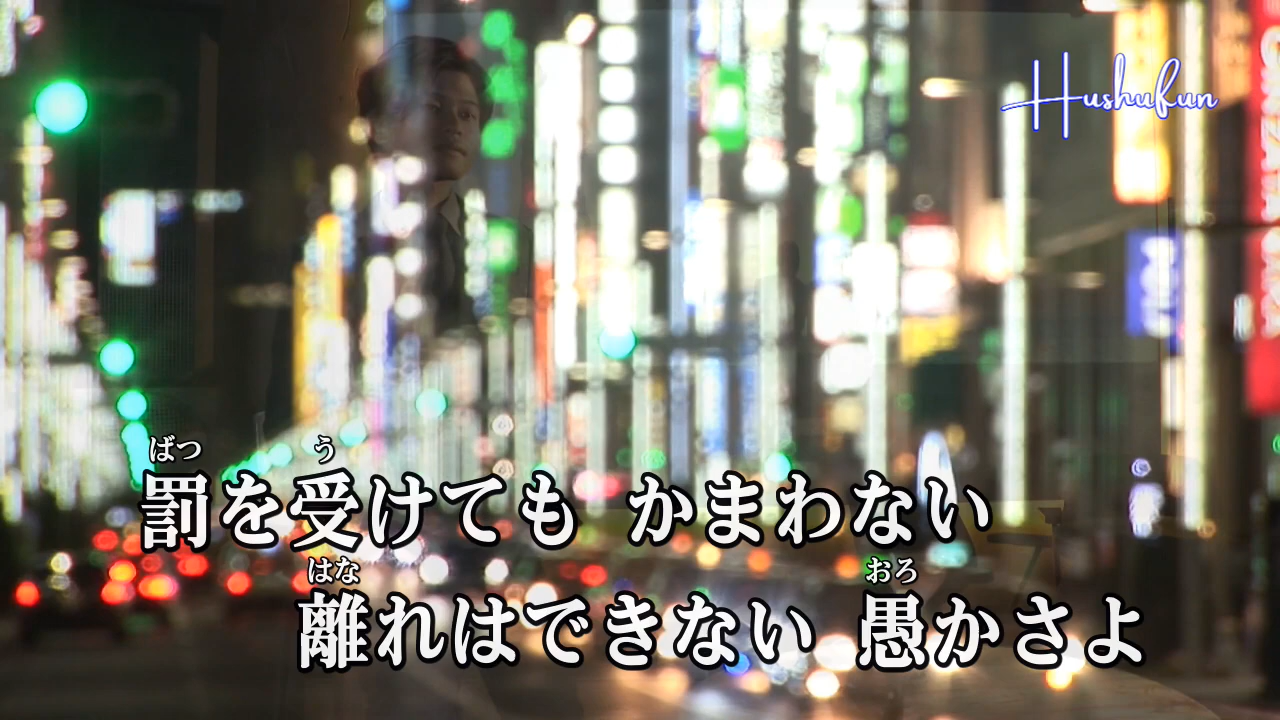 Hushufun
ばつ う
罰を受けても かまわない
はな おろ
離れはできない 愚かさよ